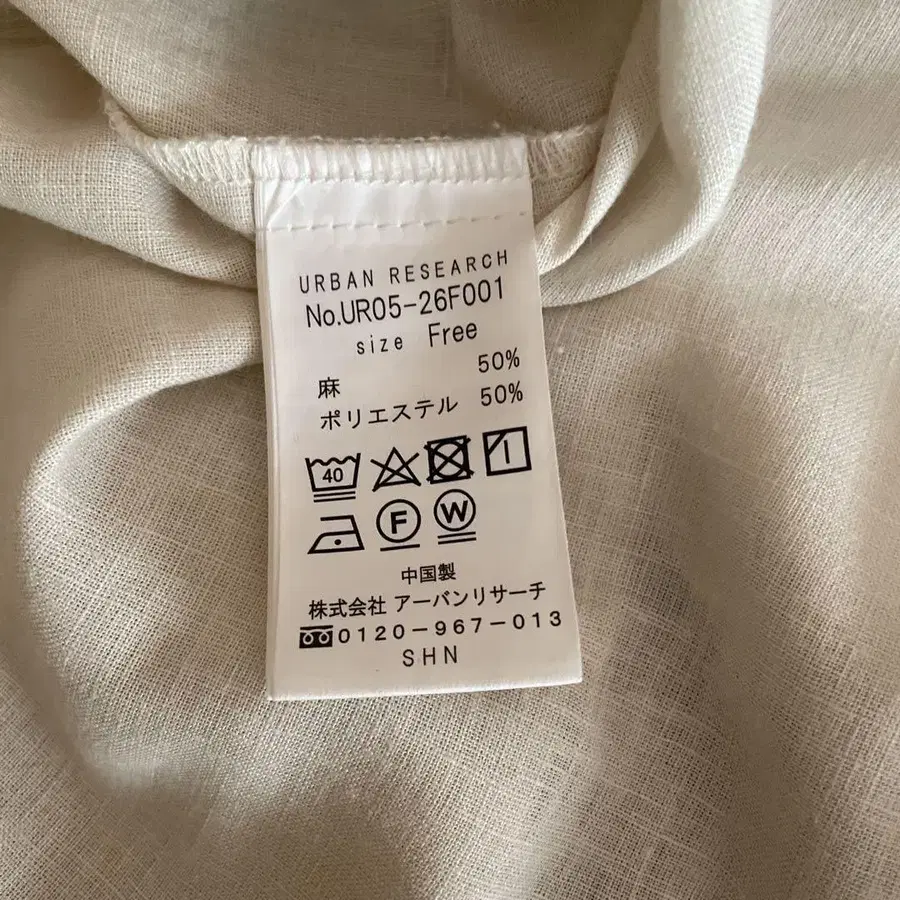 URBAN RESEARCH
No.UR05-26F001
size Free
麻 50%
ポリエステル 50%
40
F W
中国製
株式会社 アーバンリサーチ
0120-967-013
SHN